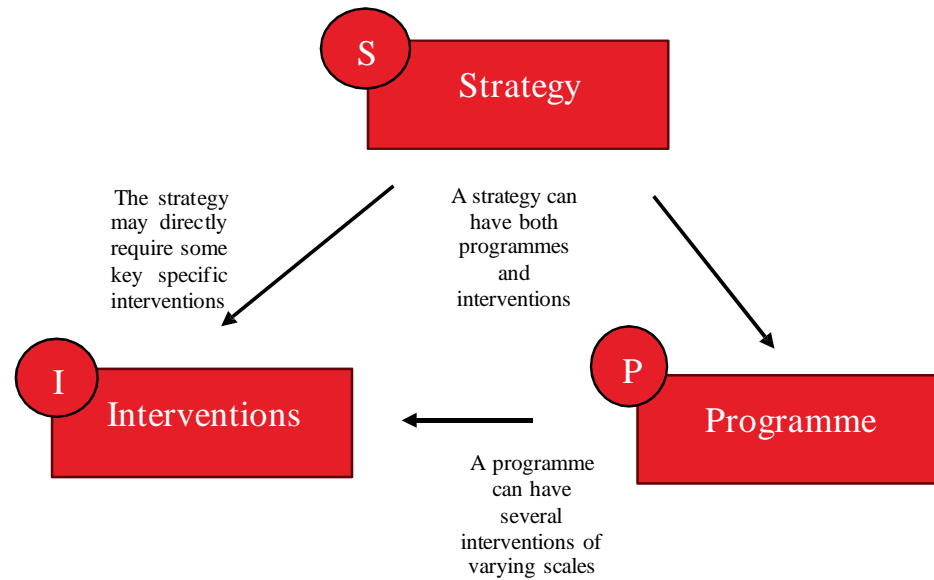 S
Strategy
The strategy
may directly
require some
key specific
interventions
A strategy can
have both
programmes
and
interventions
I
Interventions
P
Programme
A programme
can have
several
interventions of
varying scales